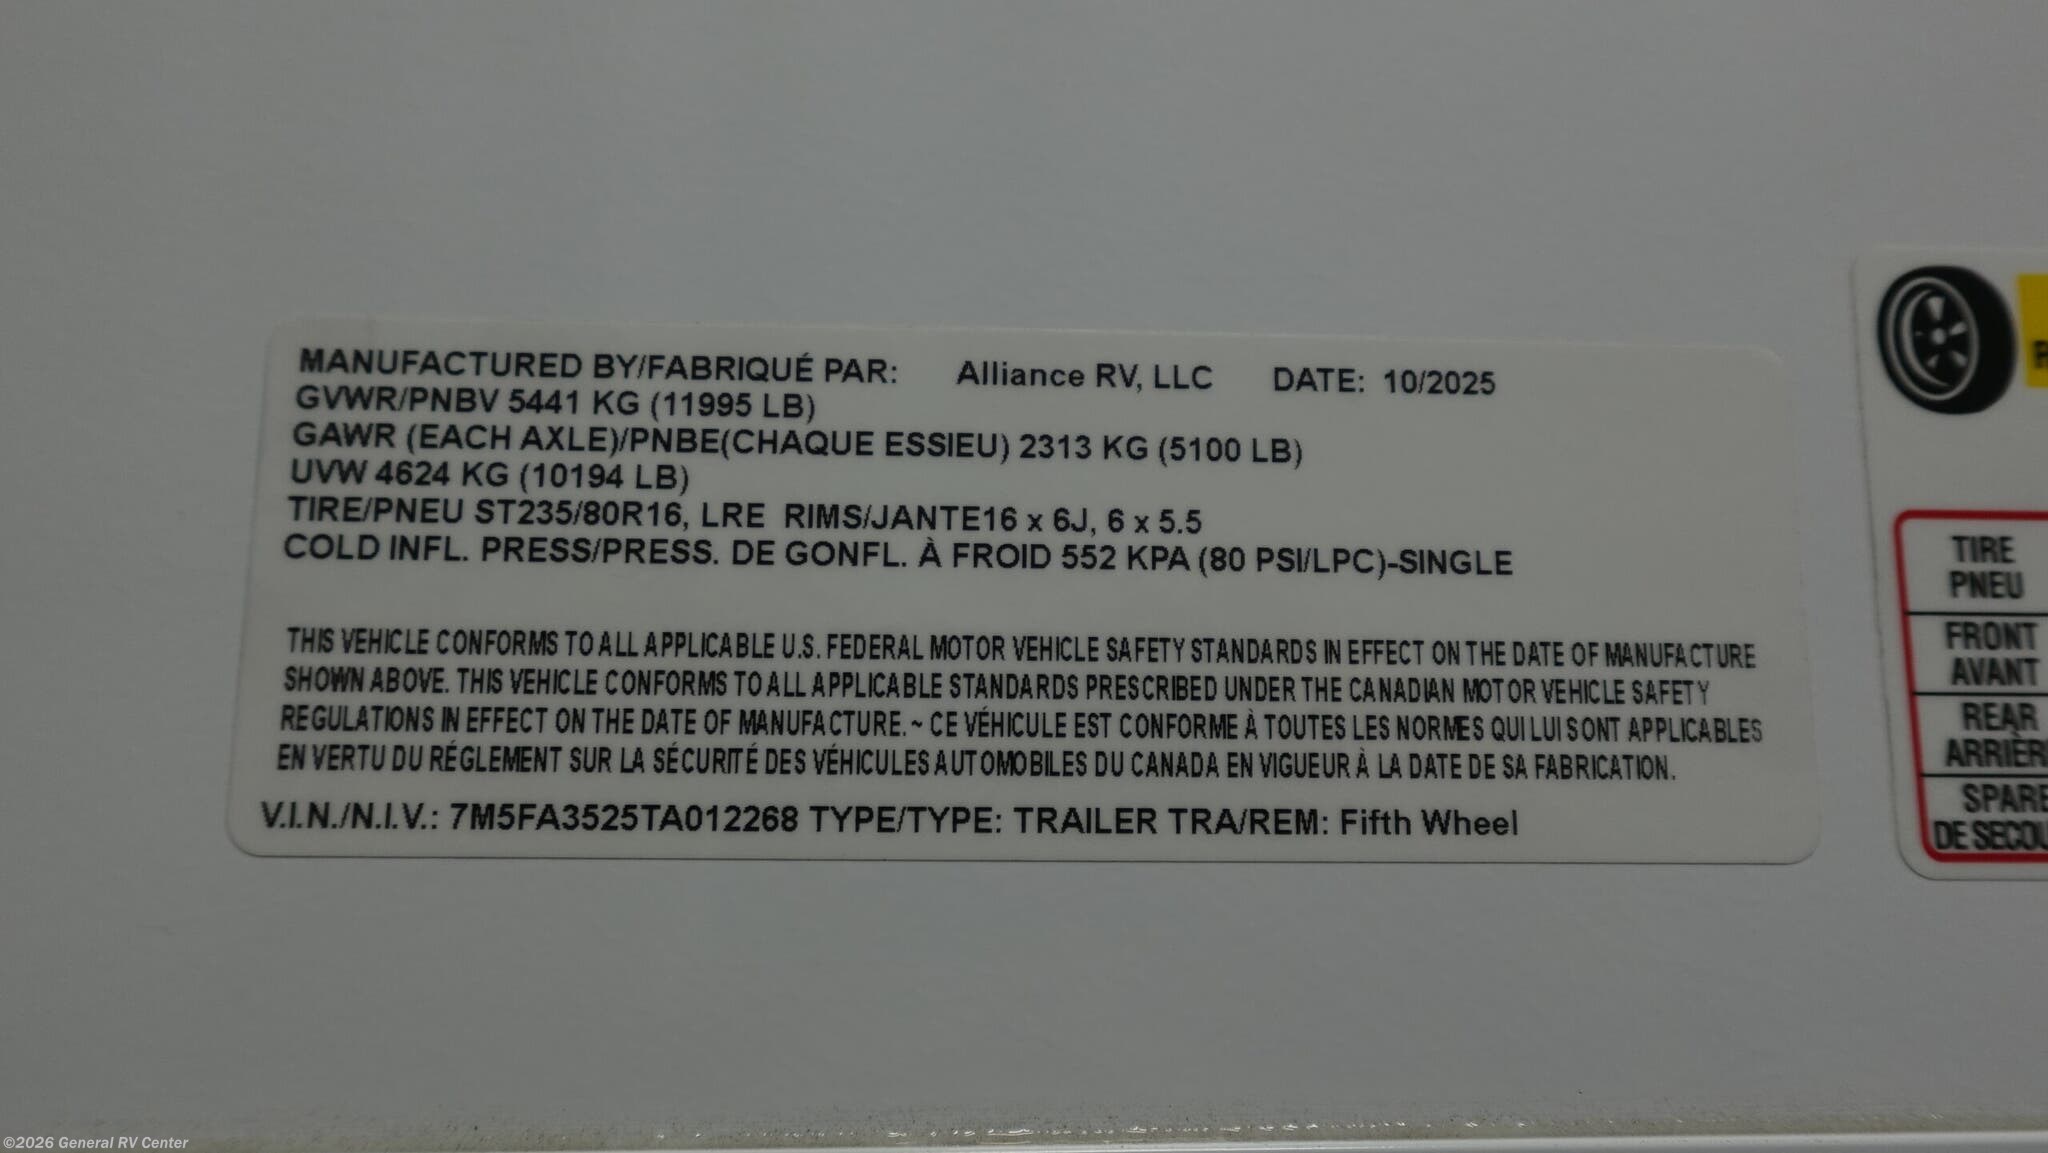 MANUFACTURED BY/FABRIQUÉ PAR: Alliance RV, LLC DATE: 10/2025
GVWR/PNBV 5441 KG (11995 LB)
GAWR (EACH AXLE)/PNBE(CHAQUE ESSIEU) 2313 KG (5100 LB)
UVW 4624 KG (10194 LB)
TIRE/PNEU ST235/80R16, LRE RIMS/JANTE16 x 6J, 6 x 5.5
COLD INFL. PRESS/PRESS. DE GONFL. À FROID 552 KPA (80 PSI/LPC)-SINGLE
THIS VEHICLE CONFORMS TO ALL APPLICABLE U.S. FEDERAL MOTOR VEHICLE SAFETY STANDARDS IN EFFECT ON THE DATE OF MANUFACTURE
SHOWN ABOVE. THIS VEHICLE CONFORMS TO ALL APPLICABLE STANDARDS PRESCRIBED UNDER THE CANADIAN MOTOR VEHICLE SAFETY
REGULATIONS IN EFFECT ON THE DATE OF MANUFACTURE. ~ CE VÉHICULE EST CONFORME À TOUTES LES NORMES QUI LUI SONT APPLICABLES
EN VERTU DU RÉGLEMENT SUR LA SÉCURITÉ DES VÉHICULES AUTOMOBILES DU CANADA EN VIGUEUR À LA DATE DE SA FABRICATION.
V.I.N./N.I.V.: 7M5FA3525TA012268 TYPE/TYPE: TRAILER TRA/REM: Fifth Wheel
TIRE
PNEU
FRONT
AVANT
REAR
ARRIÈRE
SPARE
DE SECOU
©2026 General RV Center